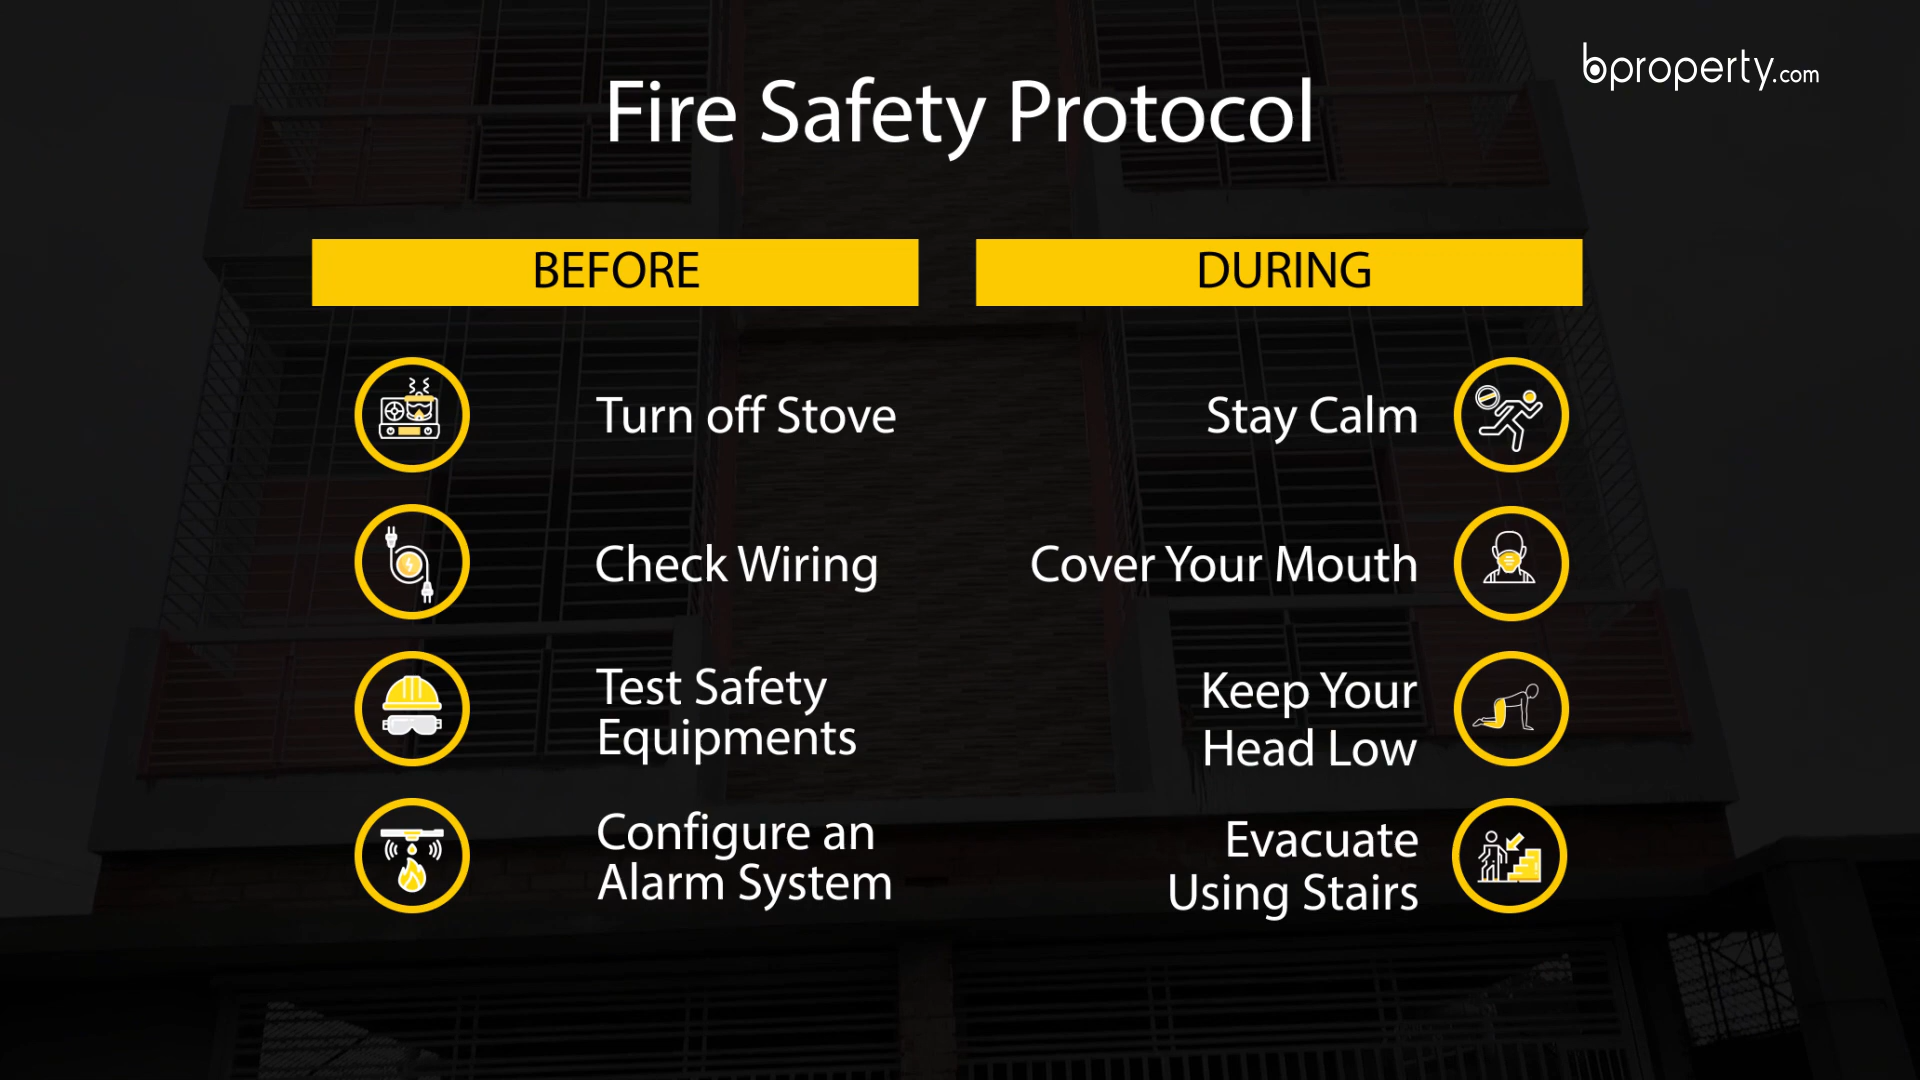 bproperty.com
Fire Safety Protocol
BEFORE
Turn off Stove
Check Wiring
Test Safety
Equipments
Configure an
Alarm System
DURING
Stay Calm
Cover Your Mouth
Keep Your
Head Low
Evacuate
Using Stairs